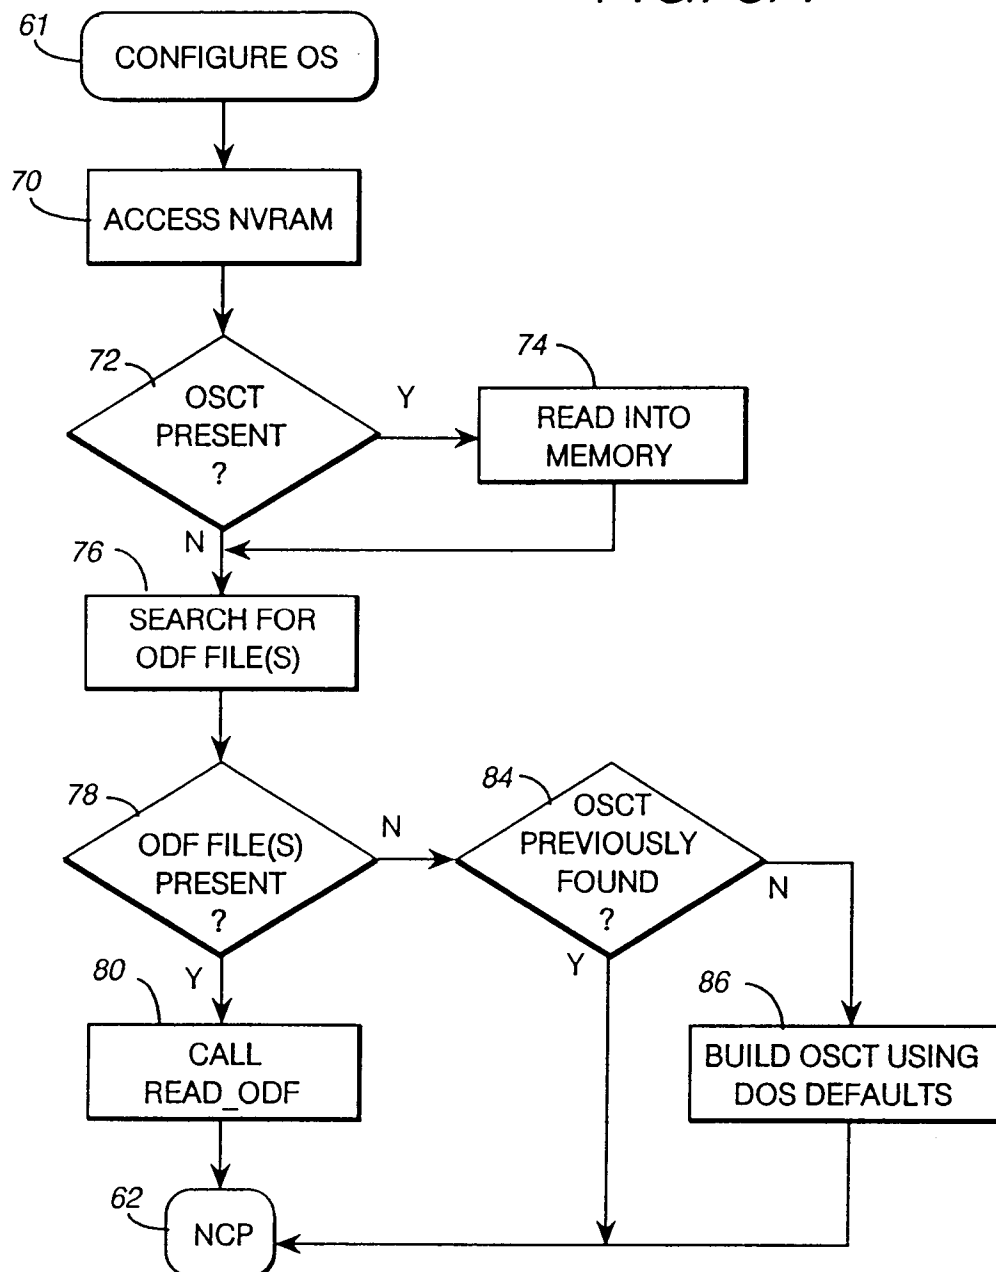 61
CONFIGURE OS
70
ACCESS NVRAM
72
OSCT
PRESENT
?
Y
74
READ INTO
MEMORY
N
76
SEARCH FOR
ODF FILE(S)
78
ODF FILE(S)
PRESENT
?
N
84
OSCT
PREVIOUSLY
FOUND
?
N
Y
Y
80
CALL
READ_ODF
86
BUILD OSCT USING
DOS DEFAULTS
62
NCP